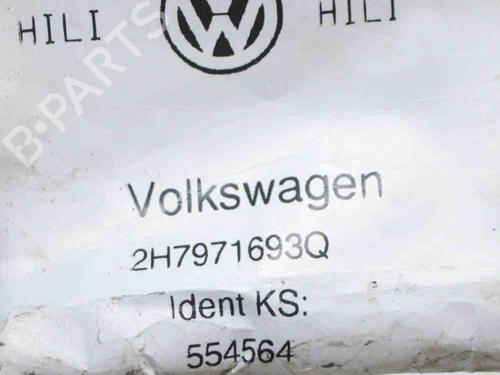 HILI HILI
B-PARTS
Volkswagen
2H7971693Q
Ident KS:
554564